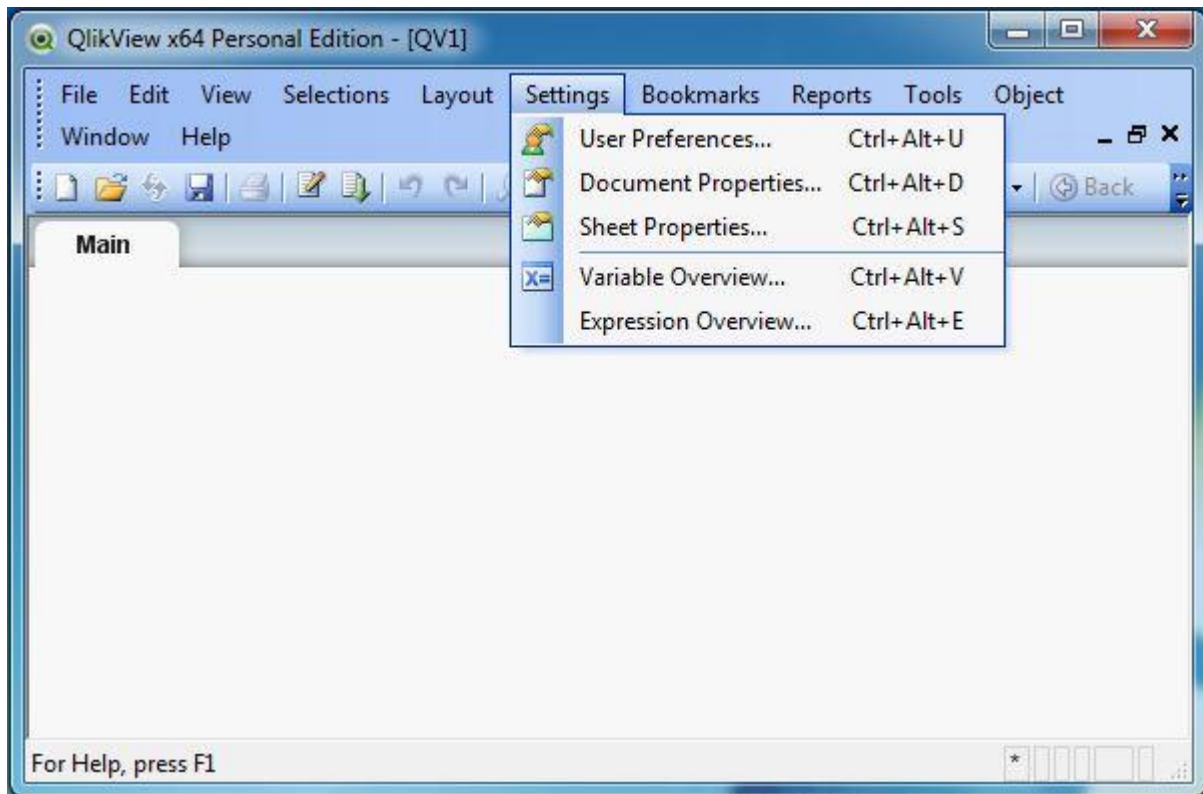 QlikView x64 Personal Edition - [QV1]
File Edit View Selections Layout Settings Bookmarks Reports Tools Object
Window Help
User Preferences... Ctrl+Alt+U
Document Properties... Ctrl+Alt+D
Back
Sheet Properties... Ctrl+Alt+S
Main
X= Variable Overview... Ctrl+Alt+V
Expression Overview... Ctrl+Alt+E
For Help, press F1
*